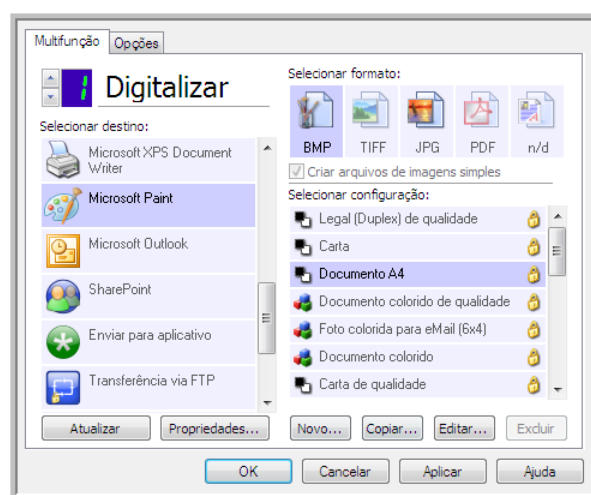 Multifunção
Opções
1 Digitalizar
Selecionar destino:
Microsoft XPS Document
Writer
Microsoft Paint
Microsoft Outlook
SharePoint
Enviar para aplicativo
Transferência via FTP
Atualizar
Propriedades...
Selecionar formato:
BMP
TIFF
JPG
PDF
n/d
Criar arquivos de imagens simples
Selecionar configuração:
Legal (Duplex) de qualidade
Carta
Documento A4
Documento colorido de qualidade
Foto colorida para eMail (6x4)
Documento colorido
Carta de qualidade
Novo...
Copiar...
Editar...
Excluir
OK
Cancelar
Aplicar
Ajuda